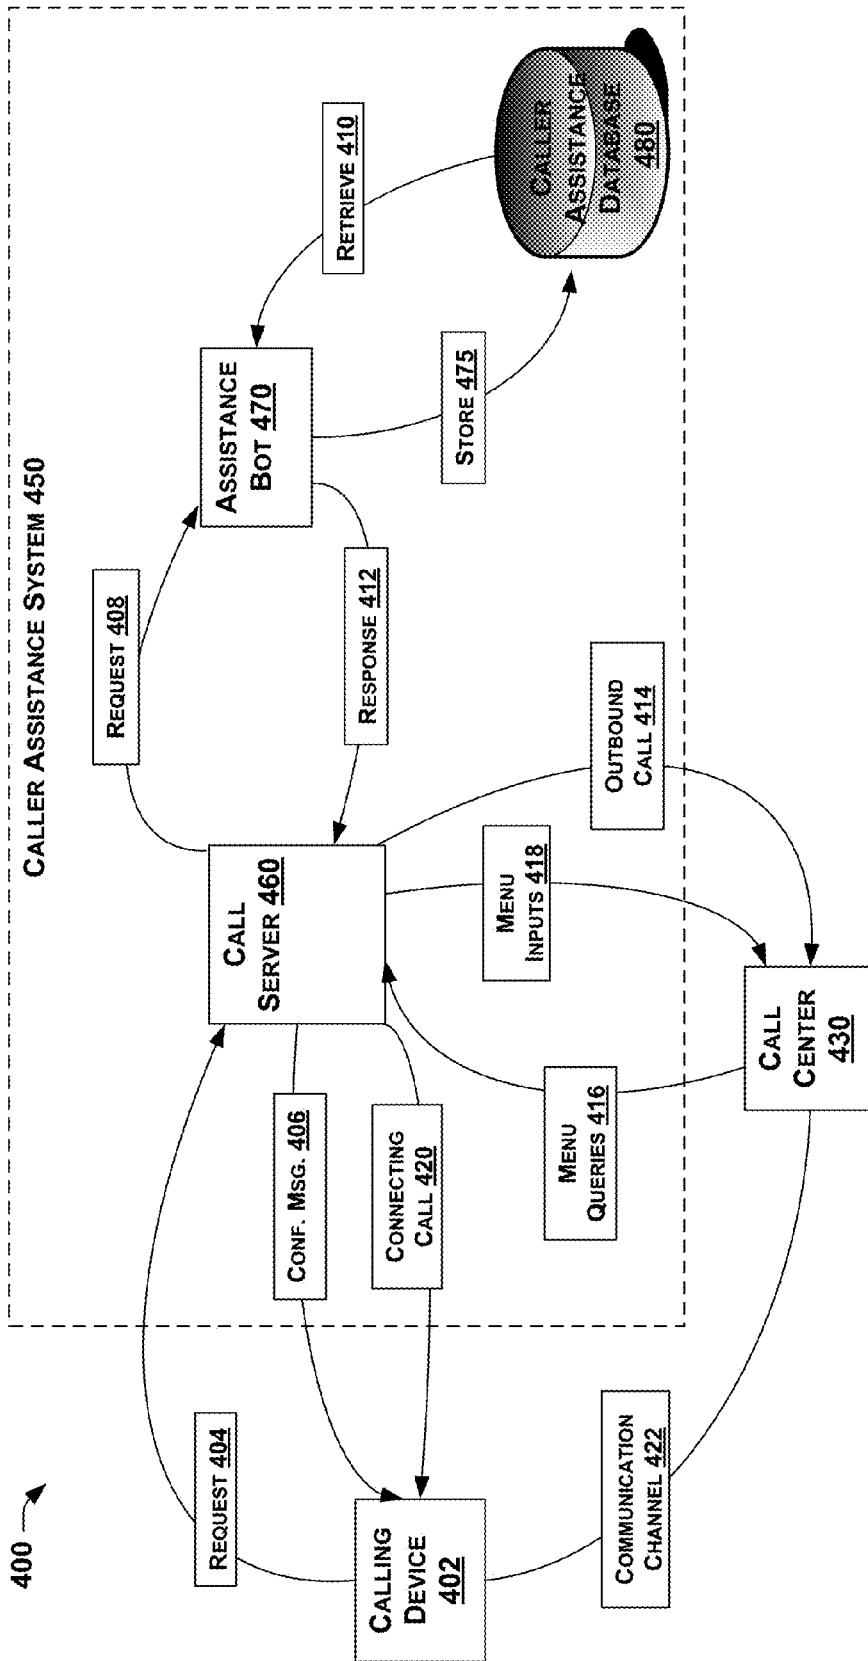 400
CALLER ASSISTANCE SYSTEM 450
REQUEST 404
CALLING
DEVICE
402
CONF. MSG. 406
CONNECTING
CALL 420
COMMUNICATION
CHANNEL 422
CALL
SERVER 460
REQUEST 408
RESPONSE 412
ASSISTANCE
BOT 470
RETRIEVE 410
STORE 475
CALLER
ASSISTANCE
DATABASE
480
MENU
QUERIES 416
MENU
INPUTS 418
OUTBOUND
CALL 414
CALL
CENTER
430